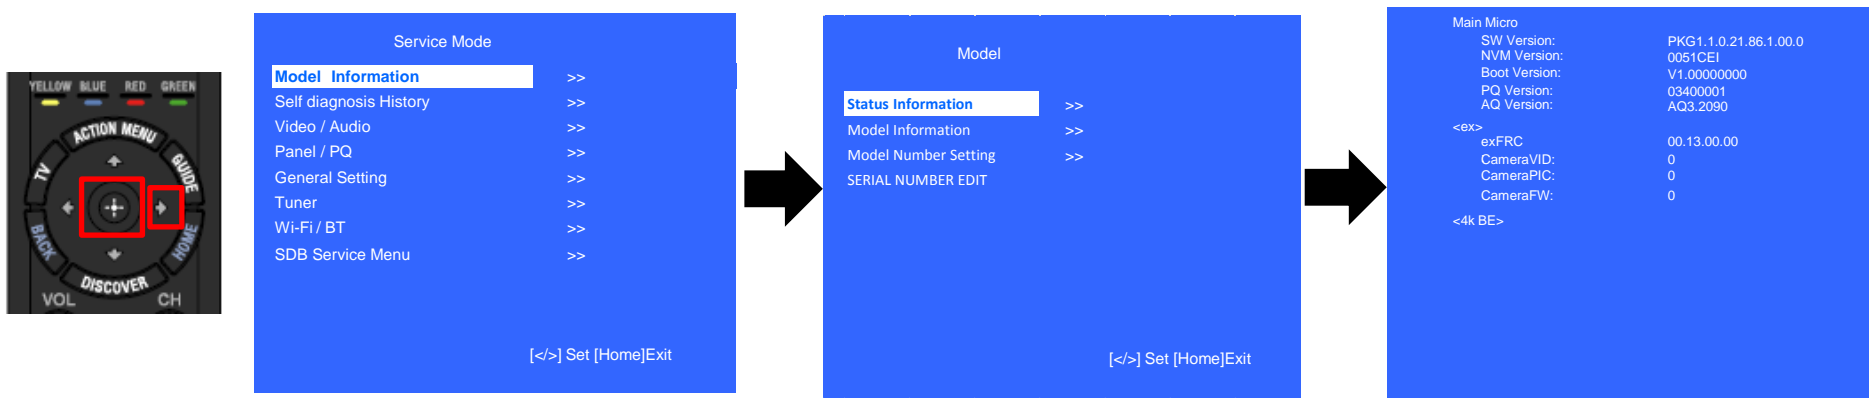 YELLOW BLUE RED GREEN
ACTION MENU
TV
GUIDE
BACK
HOME
DISCOVER
VOL CH
Service Mode
Model Information >>
Self diagnosis History >>
Video / Audio >>
Panel / PQ >>
General Setting >>
Tuner >>
Wi-Fi / BT >>
SDB Service Menu >>
[</>] Set [Home]Exit
Model
Status Information >>
Model Information >>
Model Number Setting >>
SERIAL NUMBER EDIT
[</>] Set [Home]Exit
Main Micro
SW Version: PKG1.1.0.21.86.1.00.0
NVM Version: 0051CEI
Boot Version: V1.00000000
PQ Version: 03400001
AQ Version: AQ3.2090
<ex>
exFRC 00.13.00.00
CameraVID: 0
CameraPIC: 0
CameraFW: 0
<4k BE>